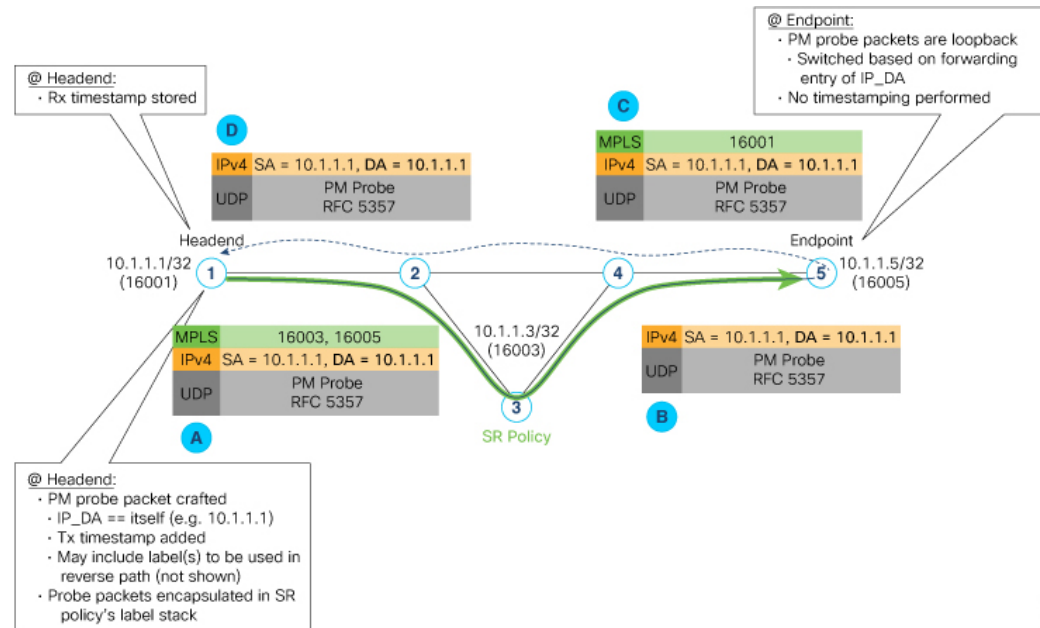 @ Endpoint:
· PM probe packets are loopback
· Switched based on forwarding
entry of IP_DA
· No timestamping performed
@ Headend:
· Rx timestamp stored
D
C
MPLS 16001
IPv4 SA = 10.1.1.1, DA = 10.1.1.1
UDP PM Probe
RFC 5357
IPv4 SA = 10.1.1.1, DA = 10.1.1.1
UDP PM Probe
RFC 5357
Headend
Endpoint
10.1.1.1/32
(16001)
1
2
4
5
10.1.1.5/32
(16005)
10.1.1.3/32
(16003)
MPLS 16003, 16005
IPv4 SA = 10.1.1.1, DA = 10.1.1.1
UDP PM Probe
RFC 5357
IPv4 SA = 10.1.1.1, DA = 10.1.1.1
UDP PM Probe
RFC 5357
3
SR Policy
A
B
@ Headend:
· PM probe packet crafted
· IP_DA == itself (e.g. 10.1.1.1)
· Tx timestamp added
· May include label(s) to be used in
reverse path (not shown)
· Probe packets encapsulated in SR
policy's label stack